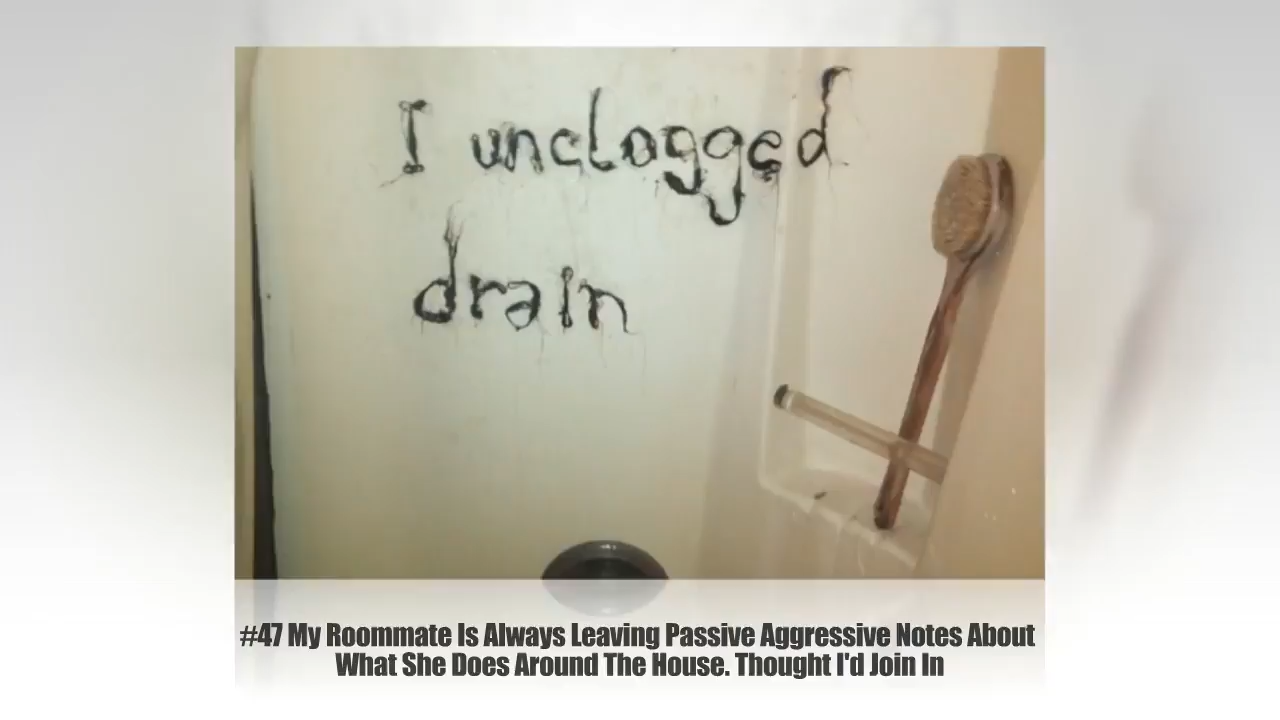 I unclogged
drain
#47 My Roommate Is Always Leaving Passive Aggressive Notes About
What She Does Around The House. Thought I'd Join In